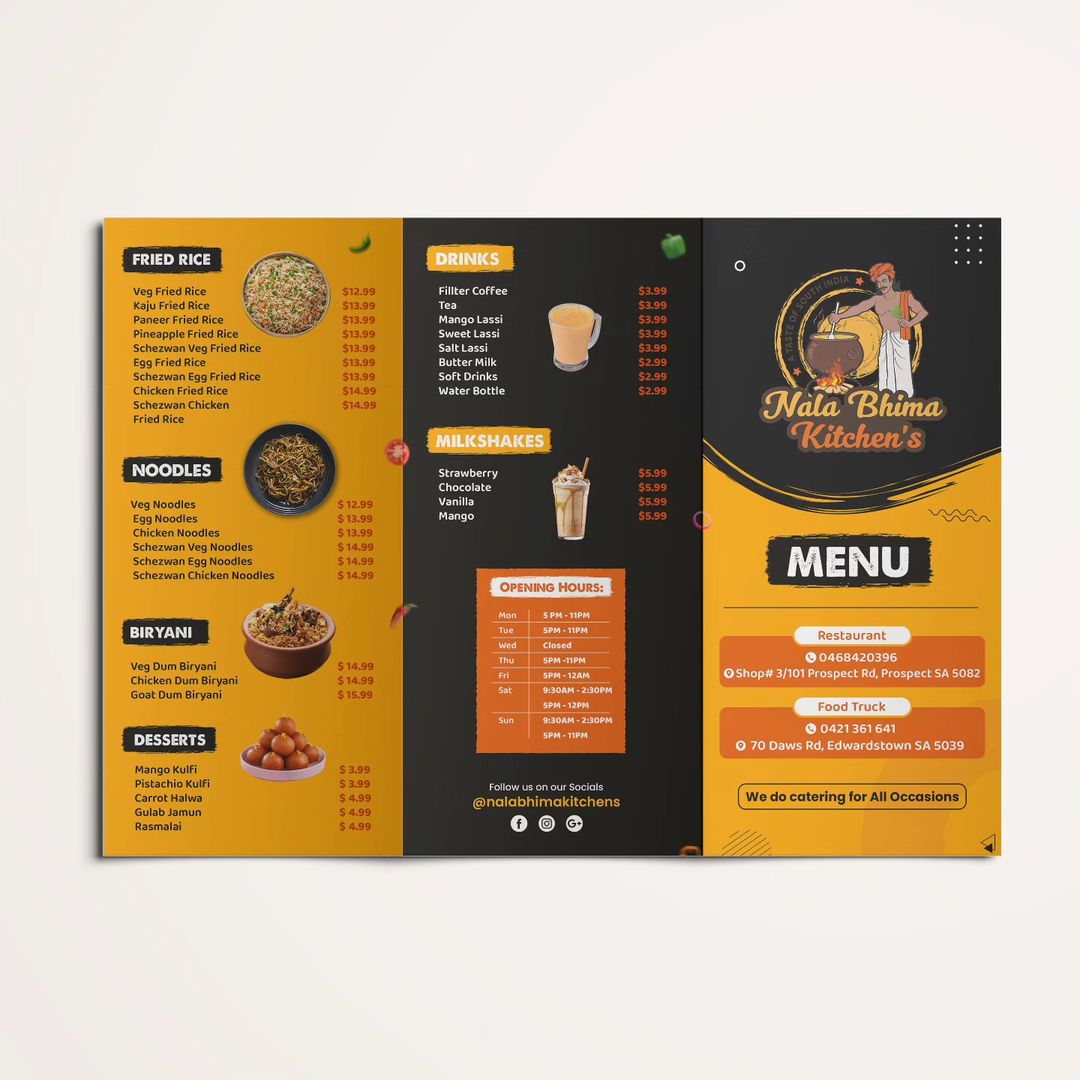 FRIED RICE
Veg Fried Rice $12.99
Kaju Fried Rice $13.99
Paneer Fried Rice $13.99
Pineapple Fried Rice $13.99
Schezwan Veg Fried Rice $13.99
Egg Fried Rice $13.99
Schezwan Egg Fried Rice $13.99
Chicken Fried Rice $14.99
Schezwan Chicken $14.99
Fried Rice
NOODLES
Veg Noodles $ 12.99
Egg Noodles $ 13.99
Chicken Noodles $ 13.99
Schezwan Veg Noodles $ 14.99
Schezwan Egg Noodles $ 14.99
Schezwan Chicken Noodles $ 14.99
BIRYANI
Veg Dum Biryani $ 14.99
Chicken Dum Biryani $ 14.99
Goat Dum Biryani $ 15.99
DESSERTS
Mango Kulfi $ 3.99
Pistachio Kulfi $ 3.99
Carrot Halwa $ 4.99
Gulab Jamun $ 4.99
Rasmalai $ 4.99
DRINKS
Fillter Coffee $3.99
Tea $3.99
Mango Lassi $3.99
Sweet Lassi $3.99
Salt Lassi $3.99
Butter Milk $2.99
Soft Drinks $2.99
Water Bottle $2.99
MILKSHAKES
Strawberry $5.99
Chocolate $5.99
Vanilla $5.99
Mango $5.99
OPENING HOURS:
Mon 5 PM - 11PM
Tue 5PM - 11PM
Wed Closed
Thu 5PM -11PM
Fri 5PM - 12AM
Sat 9:30AM - 2:30PM
5PM - 12PM
Sun 9:30AM - 2:30PM
5PM - 11PM
Follow us on our Socials
@nalabhimakitchens
f G+
A TASTE OF SOUTH INDIA
Nala Bhima
Kitchen's
MENU
Restaurant
0468420396
Shop# 3/101 Prospect Rd, Prospect SA 5082
Food Truck
0421 361 641
70 Daws Rd, Edwardstown SA 5039
We do catering for All Occasions